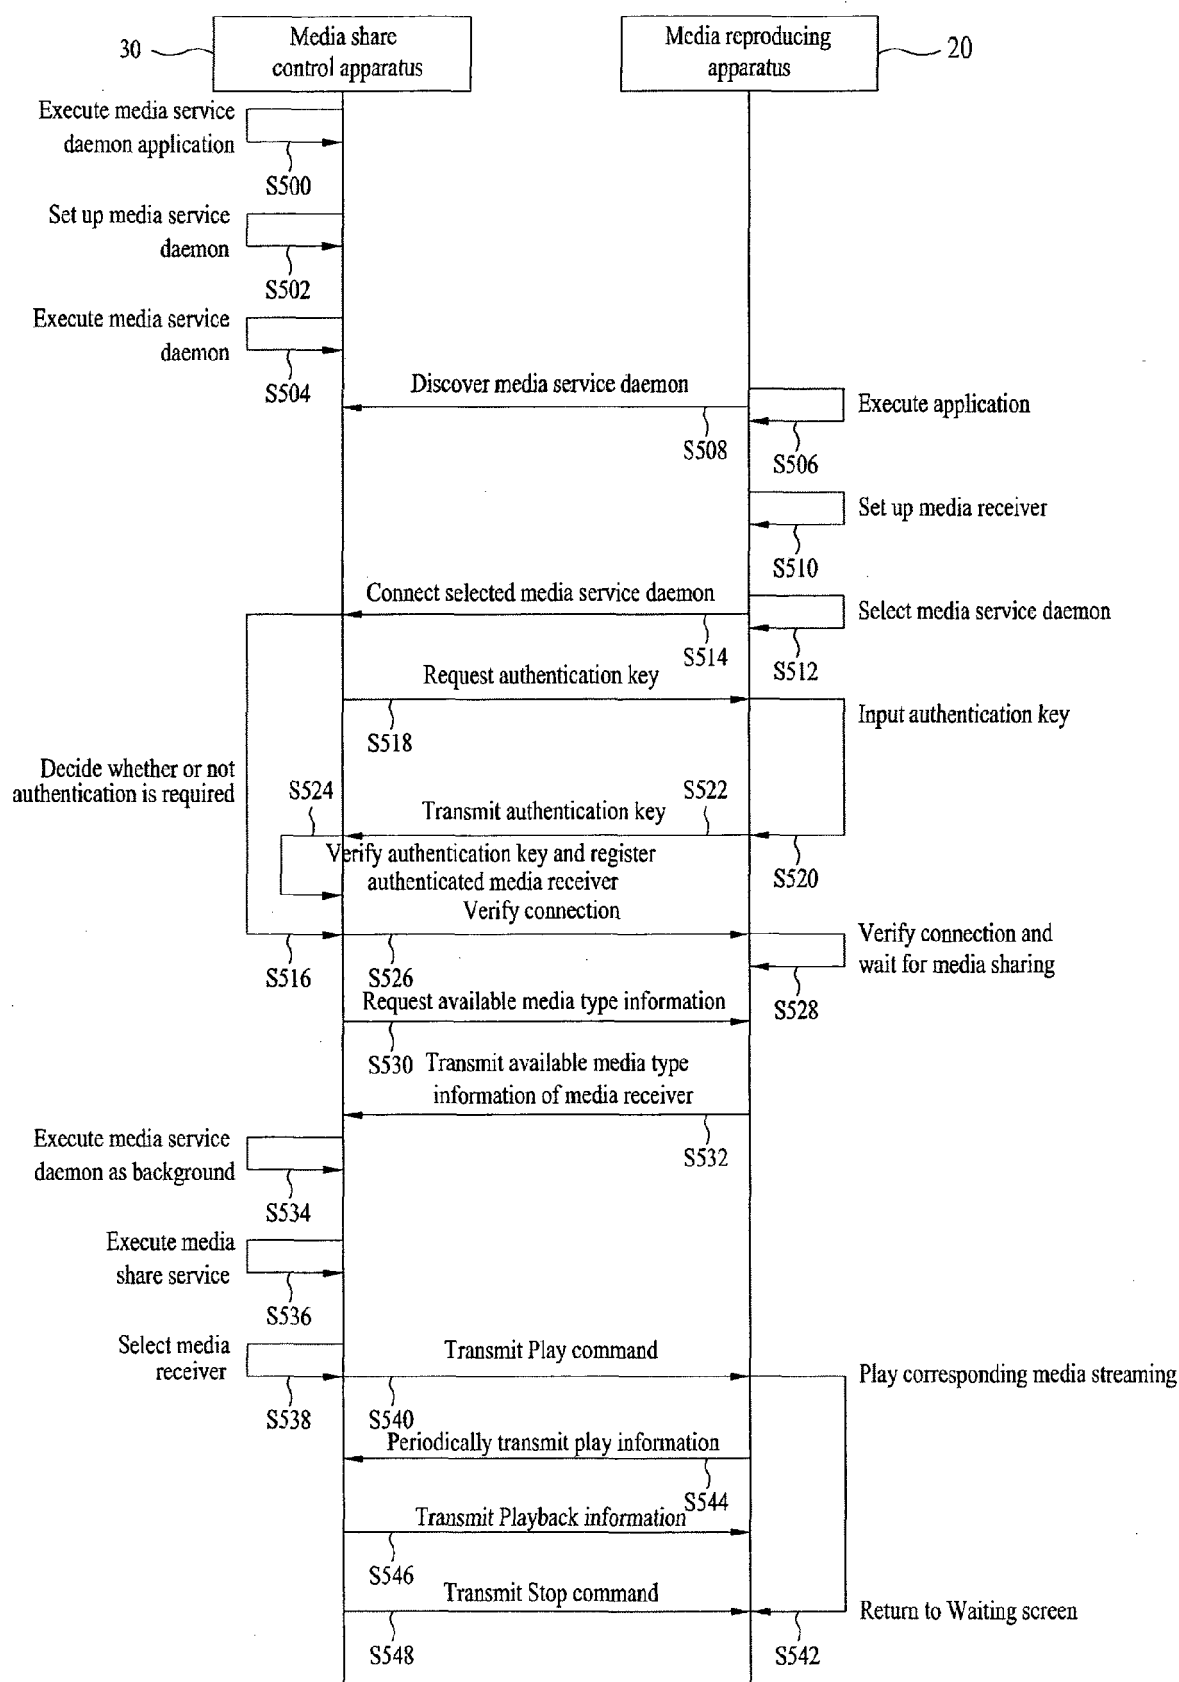 30
Media share
control apparatus
Media reproducing
apparatus
20
Execute media service
daemon application
S500
Set up media service
daemon
S502
Execute media service
daemon
S504
Discover media service daemon
S508
Execute application
S506
Set up media receiver
S510
Connect selected media service daemon
S514
Select media service daemon
S512
Request authentication key
S518
Input authentication key
Decide whether or not
authentication is required
S524
S522
Transmit authentication key
S520
Verify authentication key and register
authenticated media receiver
Verify connection
S516
S526
Verify connection and
wait for media sharing
S528
Request available media type information
S530
Transmit available media type
information of media receiver
S532
Execute media service
daemon as background
S534
Execute media
share service
S536
Select media
receiver
S538
Transmit Play command
S540
Play corresponding media streaming
Periodically transmit play information
S544
Transmit Playback information
S546
Transmit Stop command
S548
Return to Waiting screen
S542